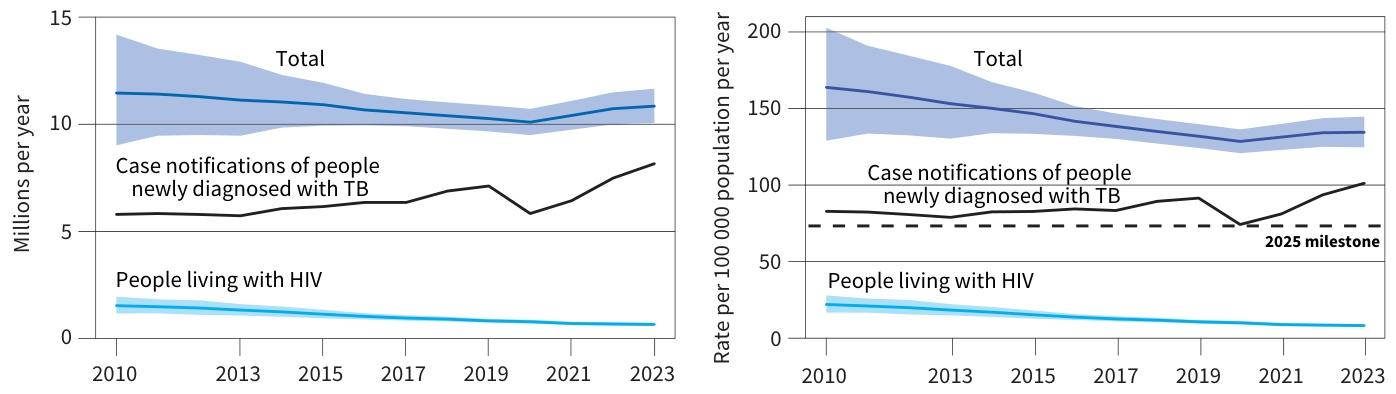 Millions per year
15
10
5
0
Total
Case notifications of people
newly diagnosed with TB
People living with HIV
2010 2013 2015 2017 2019 2021 2023
Rate per 100 000 population per year
200
150
100
50
0
Total
Case notifications of people
newly diagnosed with TB
2025 milestone
People living with HIV
2010 2013 2015 2017 2019 2021 2023